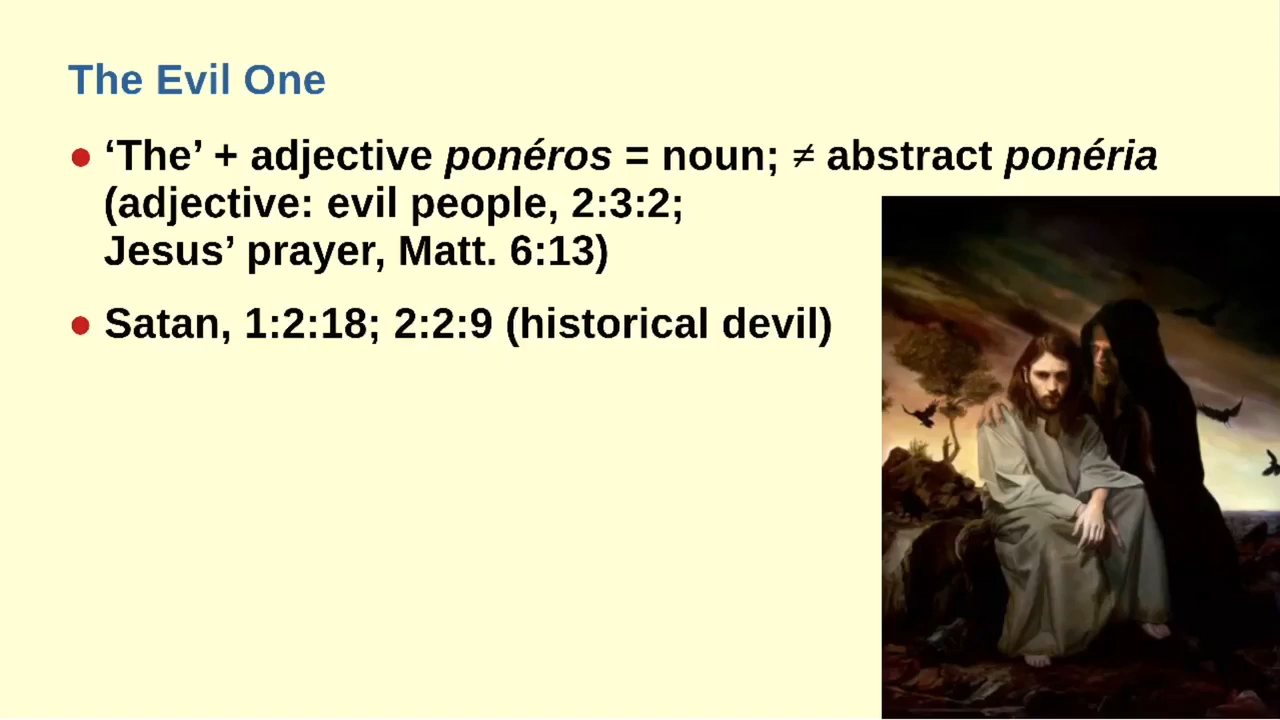 The Evil One
● ‘The’ + adjective ponéros = noun; ≠ abstract ponéria
(adjective: evil people, 2:3:2;
Jesus’ prayer, Matt. 6:13)
● Satan, 1:2:18; 2:2:9 (historical devil)